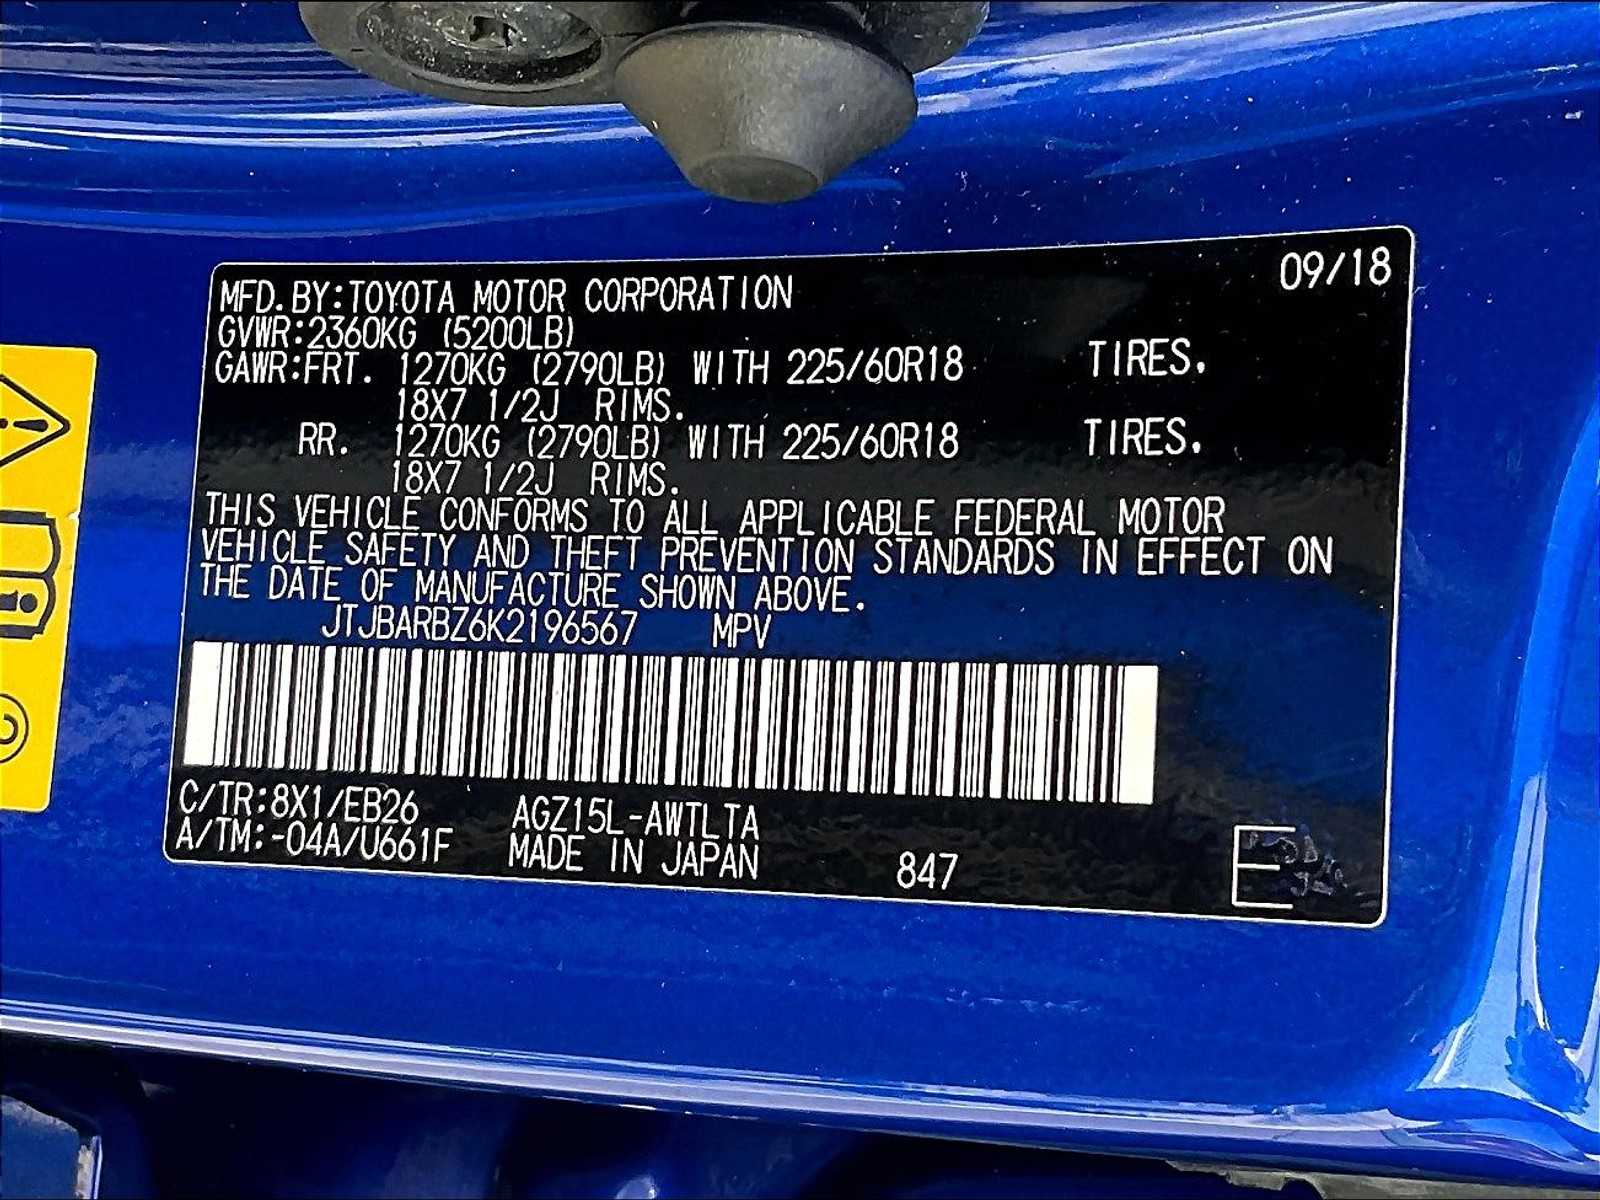 09/18
MFD.BY:TOYOTA MOTOR CORPORATION
GVWR:2360KG (5200LB)
GAWR:FRT. 1270KG (2790LB) WITH 225/60R18 TIRES.
18X7 1/2J RIMS.
RR. 1270KG (2790LB) WITH 225/60R18 TIRES.
18X7 1/2J RIMS.
THIS VEHICLE CONFORMS TO ALL APPLICABLE FEDERAL MOTOR
VEHICLE SAFETY AND THEFT PREVENTION STANDARDS IN EFFECT ON
THE DATE OF MANUFACTURE SHOWN ABOVE.
JTJBARBZ6K2196567 MPV
C/TR:8X1/EB26 AGZ15L-AWTLTA
A/TM:-04A/U661F MADE IN JAPAN 847
E